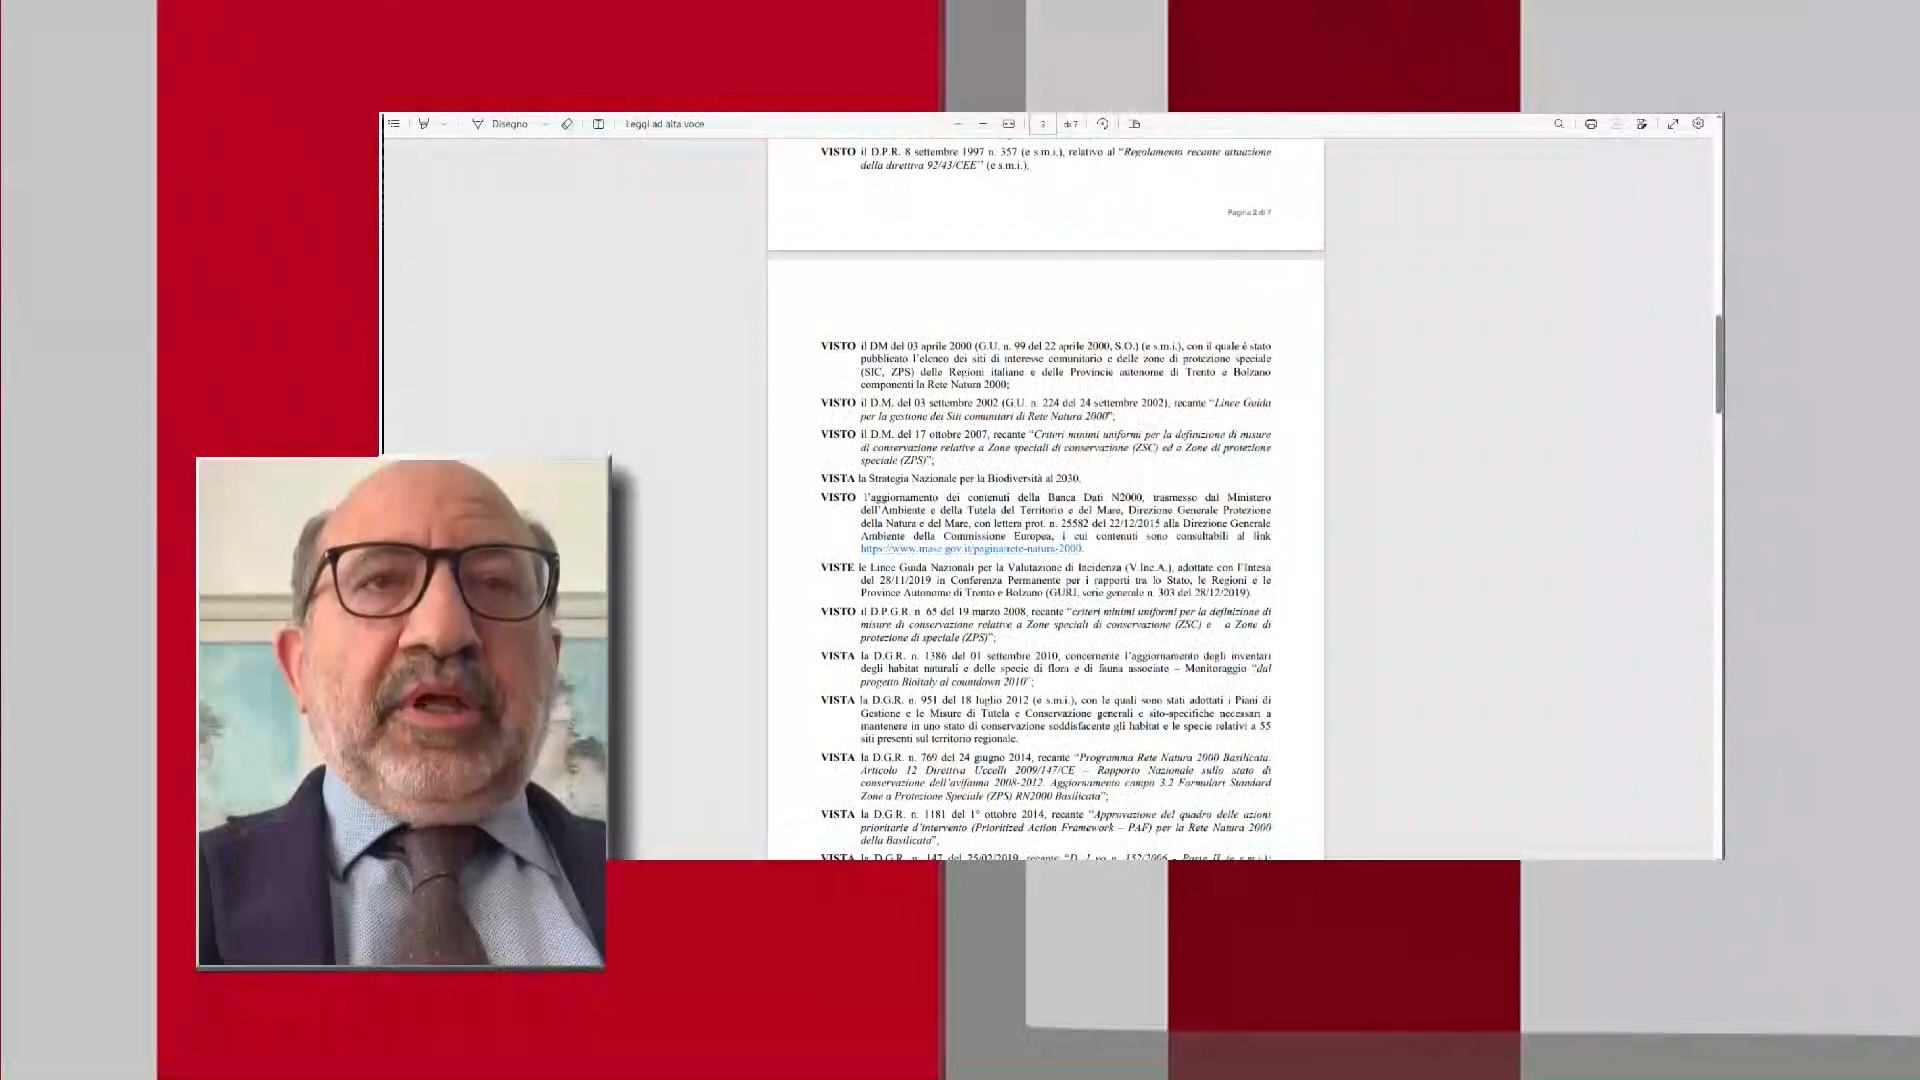 Disegno
Leggi ad alta voce
3
di 7
VISTO il D.P.R. 8 settembre 1997 n. 357 (e s.m.i.), relativo al “Regolamento recante attuazione
della direttiva 92/43/CEE” (e s.m.i.);
Pagina 2 di 7
VISTO il DM del 03 aprile 2000 (G.U. n. 99 del 22 aprile 2000, S.O.) (e s.m.i.), con il quale è stato
pubblicato l’elenco dei siti di interesse comunitario e delle zone di protezione speciale
(SIC, ZPS) delle Regioni italiane e delle Provincie autonome di Trento e Bolzano
componenti la Rete Natura 2000;
VISTO il D.M. del 03 settembre 2002 (G.U. n. 224 del 24 settembre 2002), recante “Linee Guida
per la gestione dei Siti comunitari di Rete Natura 2000”;
VISTO il D.M. del 17 ottobre 2007, recante “Criteri minimi uniformi per la definizione di misure
di conservazione relative a Zone speciali di conservazione (ZSC) ed a Zone di protezione
speciale (ZPS)”;
VISTA la Strategia Nazionale per la Biodiversità al 2030.
VISTO l’aggiornamento dei contenuti della Banca Dati N2000, trasmesso dal Ministero
dell’Ambiente e della Tutela del Territorio e del Mare, Direzione Generale Protezione
della Natura e del Mare, con lettera prot. n. 25582 del 22/12/2015 alla Direzione Generale
Ambiente della Commissione Europea, i cui contenuti sono consultabili al link
https://www.mase.gov.it/pagina/rete-natura-2000.
VISTE le Linee Guida Nazionali per la Valutazione di Incidenza (V.Inc.A.), adottate con l’Intesa
del 28/11/2019 in Conferenza Permanente per i rapporti tra lo Stato, le Regioni e le
Province Autonome di Trento e Bolzano (GURI, serie generale n. 303 del 28/12/2019).
VISTO il D.P.G.R. n. 65 del 19 marzo 2008, recante “criteri minimi uniformi per la definizione di
misure di conservazione relative a Zone speciali di conservazione (ZSC) e a Zone di
protezione di speciale (ZPS)”;
VISTA la D.G.R. n. 1386 del 01 settembre 2010, concernente l’aggiornamento degli inventari
degli habitat naturali e delle specie di flora e di fauna associate – Monitoraggio “dal
progetto Bioitaly al countdown 2010”;
VISTA la D.G.R. n. 951 del 18 luglio 2012 (e s.m.i.), con le quali sono stati adottati i Piani di
Gestione e le Misure di Tutela e Conservazione generali e sito-specifiche necessari a
mantenere in uno stato di conservazione soddisfacente gli habitat e le specie relativi a 55
siti presenti sul territorio regionale.
VISTA la D.G.R. n. 769 del 24 giugno 2014, recante “Programma Rete Natura 2000 Basilicata.
Articolo 12 Direttiva Uccelli 2009/147/CE – Rapporto Nazionale sullo stato di
conservazione dell’avifauna 2008-2012. Aggiornamento campo 3.2 Formulari Standard
Zone a Protezione Speciale (ZPS) RN2000 Basilicata”;
VISTA la D.G.R. n. 1181 del 1° ottobre 2014, recante “Approvazione del quadro delle azioni
prioritarie d’intervento (Prioritized Action Framework – PAF) per la Rete Natura 2000
della Basilicata”,
VISTA la D.G.R. n. 147 del 25/02/2019, recante “D. Lgs n. 152/2006 - Parte II (e s.m.i.);